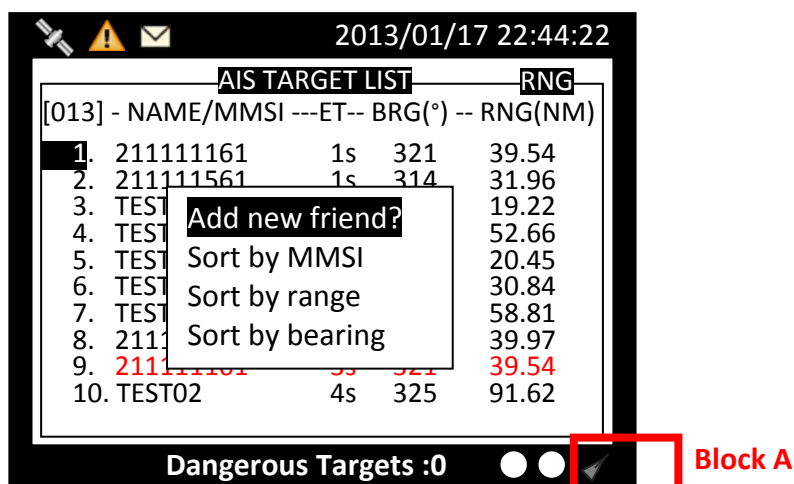 2013/01/17 22:44:22
AIS TARGET LIST RNG
[013] - NAME/MMSI ---ET-- BRG(°) -- RNG(NM)
1. 211111161 1s 321 39.54
2. 211111561 1s 314 31.96
3. TEST 19.22
4. TEST 52.66
5. TEST 20.45
6. TEST 30.84
7. TEST 58.81
8. 2111 39.97
9. 211111161 3s 321 39.54
10. TEST02 4s 325 91.62
Add new friend?
Sort by MMSI
Sort by range
Sort by bearing
Dangerous Targets :0
Block A